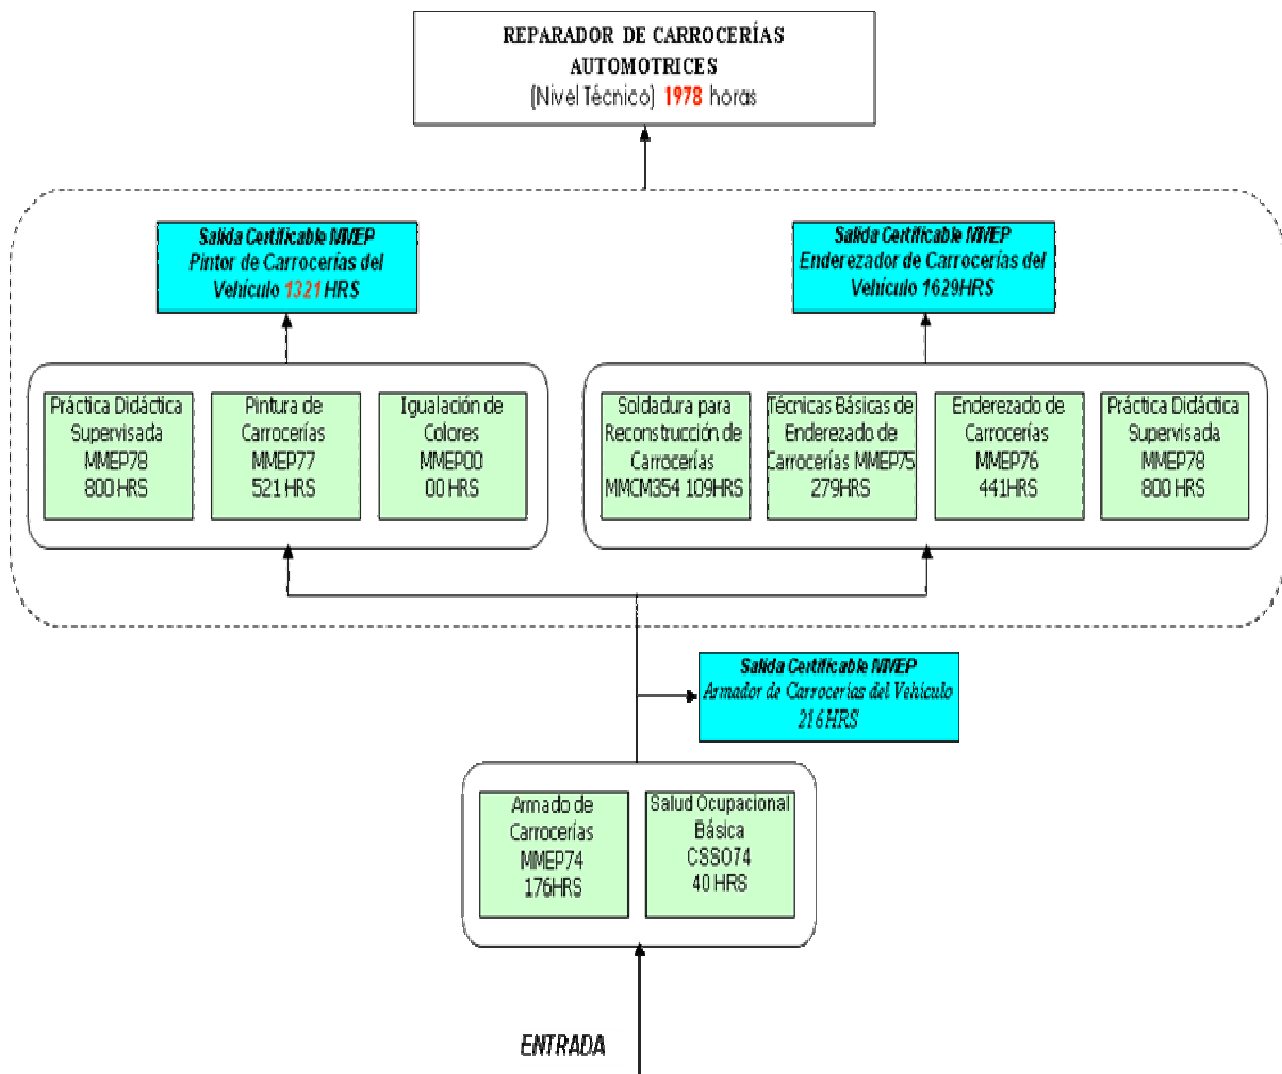 REPARADOR DE CARROCERÍAS
AUTOMOTRICES
(Nivel Técnico) 1978 horas
Salida Certificable MMEP
Pintor de Carrocerías del
Vehículo 1321 HRS
Salida Certificable MMEP
Enderezador de Carrocerías del
Vehículo 1629HRS
Práctica Didáctica
Supervisada
MMEP78
800 HRS
Pintura de
Carrocerías
MMEP77
521 HRS
Igualación de
Colores
MMEP00
00 HRS
Soldadura para
Reconstrucción de
Carrocerías
MMCM354 109HRS
Técnicas Básicas de
Enderezado de
Carrocerías MMEP75
279HRS
Enderezado de
Carrocerías
MMEP76
441HRS
Práctica Didáctica
Supervisada
MMEP78
800 HRS
Salida Certificable MMEP
Armador de Carrocerías del Vehículo
216HRS
Armado de
Carrocerías
MMEP74
176HRS
Salud Ocupacional
Básica
CSSO74
40 HRS
ENTRADA